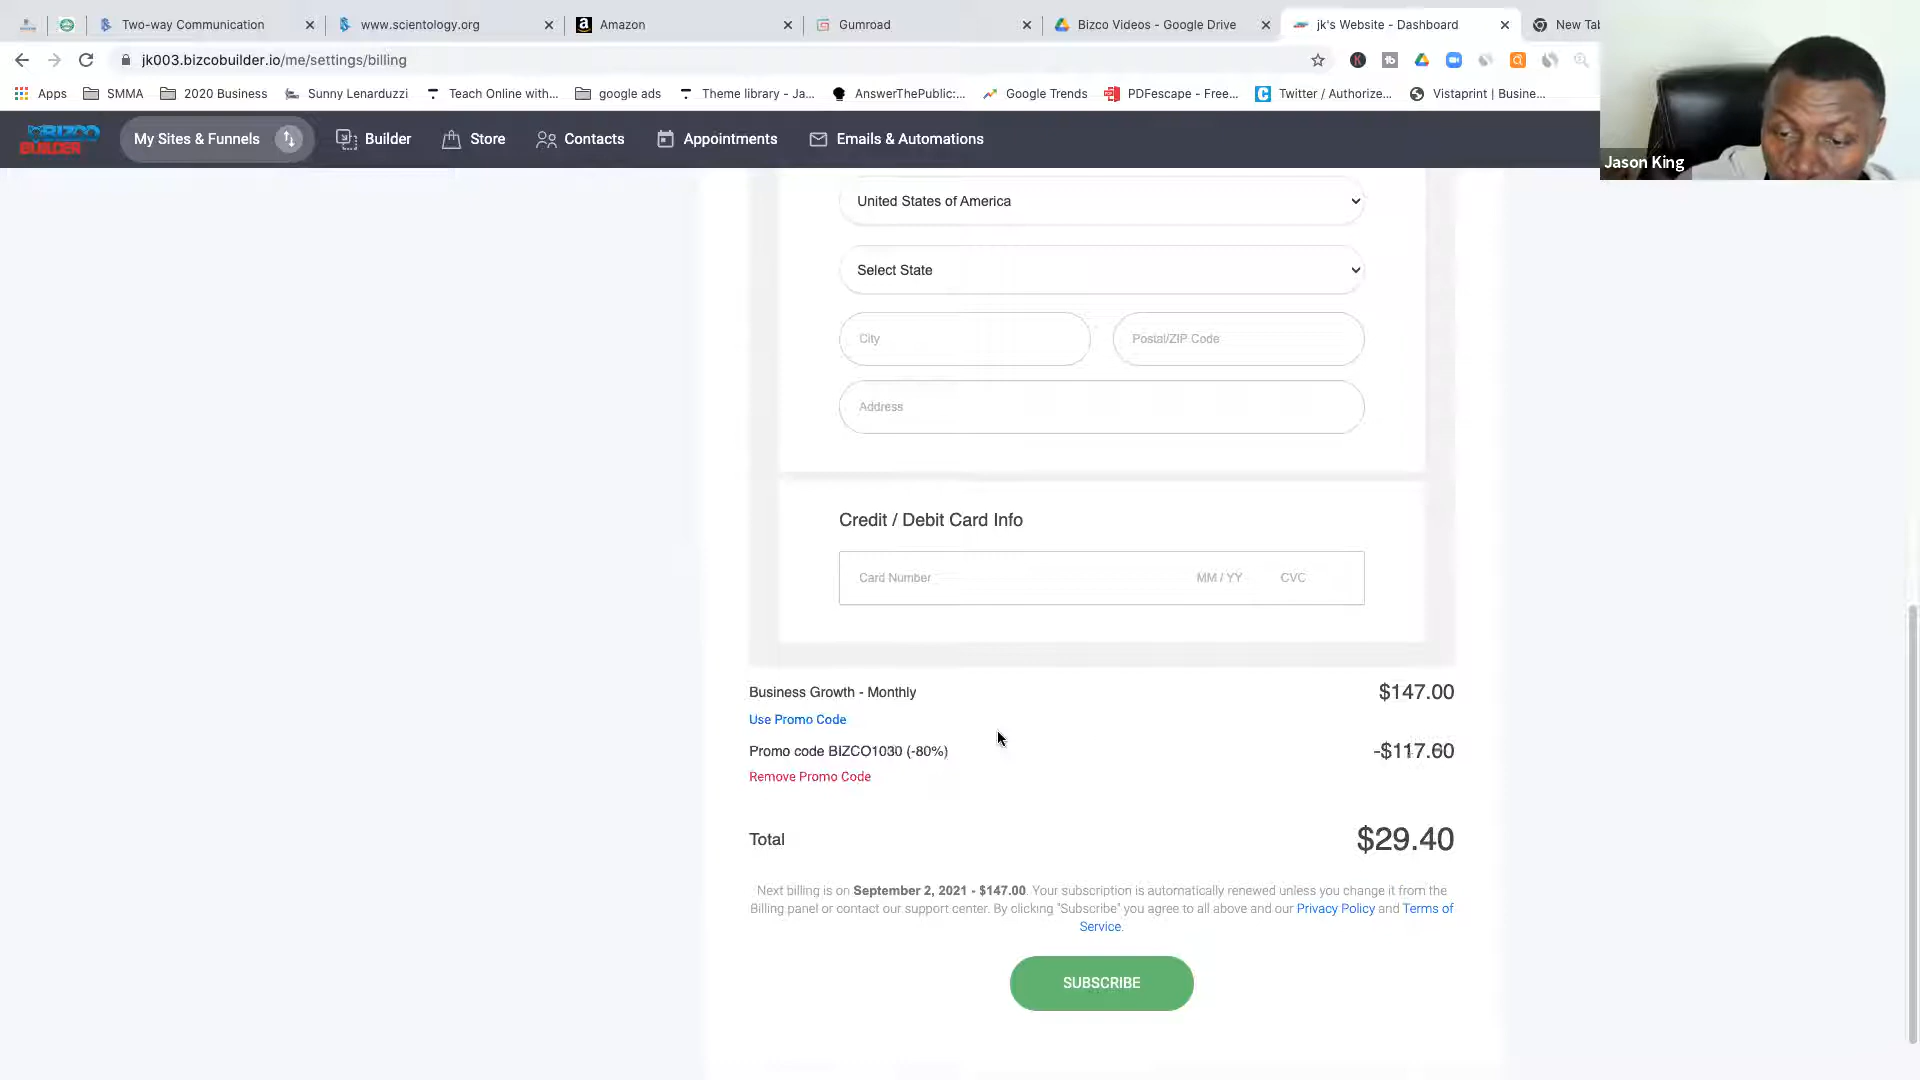 Two-way Communication
www.scientology.org
Amazon
Gumroad
Bizco Videos - Google Drive
jk's Website - Dashboard
New Tab
jk003.bizcobuilder.io/me/settings/billing
Apps
SMMA
2020 Business
Sunny Lenarduzzi
Teach Online with...
google ads
Theme library - Ja...
AnswerThePublic:...
Google Trends
PDFescape - Free...
Twitter / Authorize...
Vistaprint | Busine...
BIZCO
BUILDER
My Sites & Funnels
Builder
Store
Contacts
Appointments
Emails & Automations
Jason King
United States of America
Select State
City
Postal/ZIP Code
Address
Credit / Debit Card Info
Card Number
MM / YY
CVC
Business Growth - Monthly
$147.00
Use Promo Code
Promo code BIZCO1030 (-80%)
-$117.60
Remove Promo Code
Total
$29.40
Next billing is on September 2, 2021 - $147.00. Your subscription is automatically renewed unless you change it from the
Billing panel or contact our support center. By clicking "Subscribe" you agree to all above and our Privacy Policy and Terms of
Service.
SUBSCRIBE